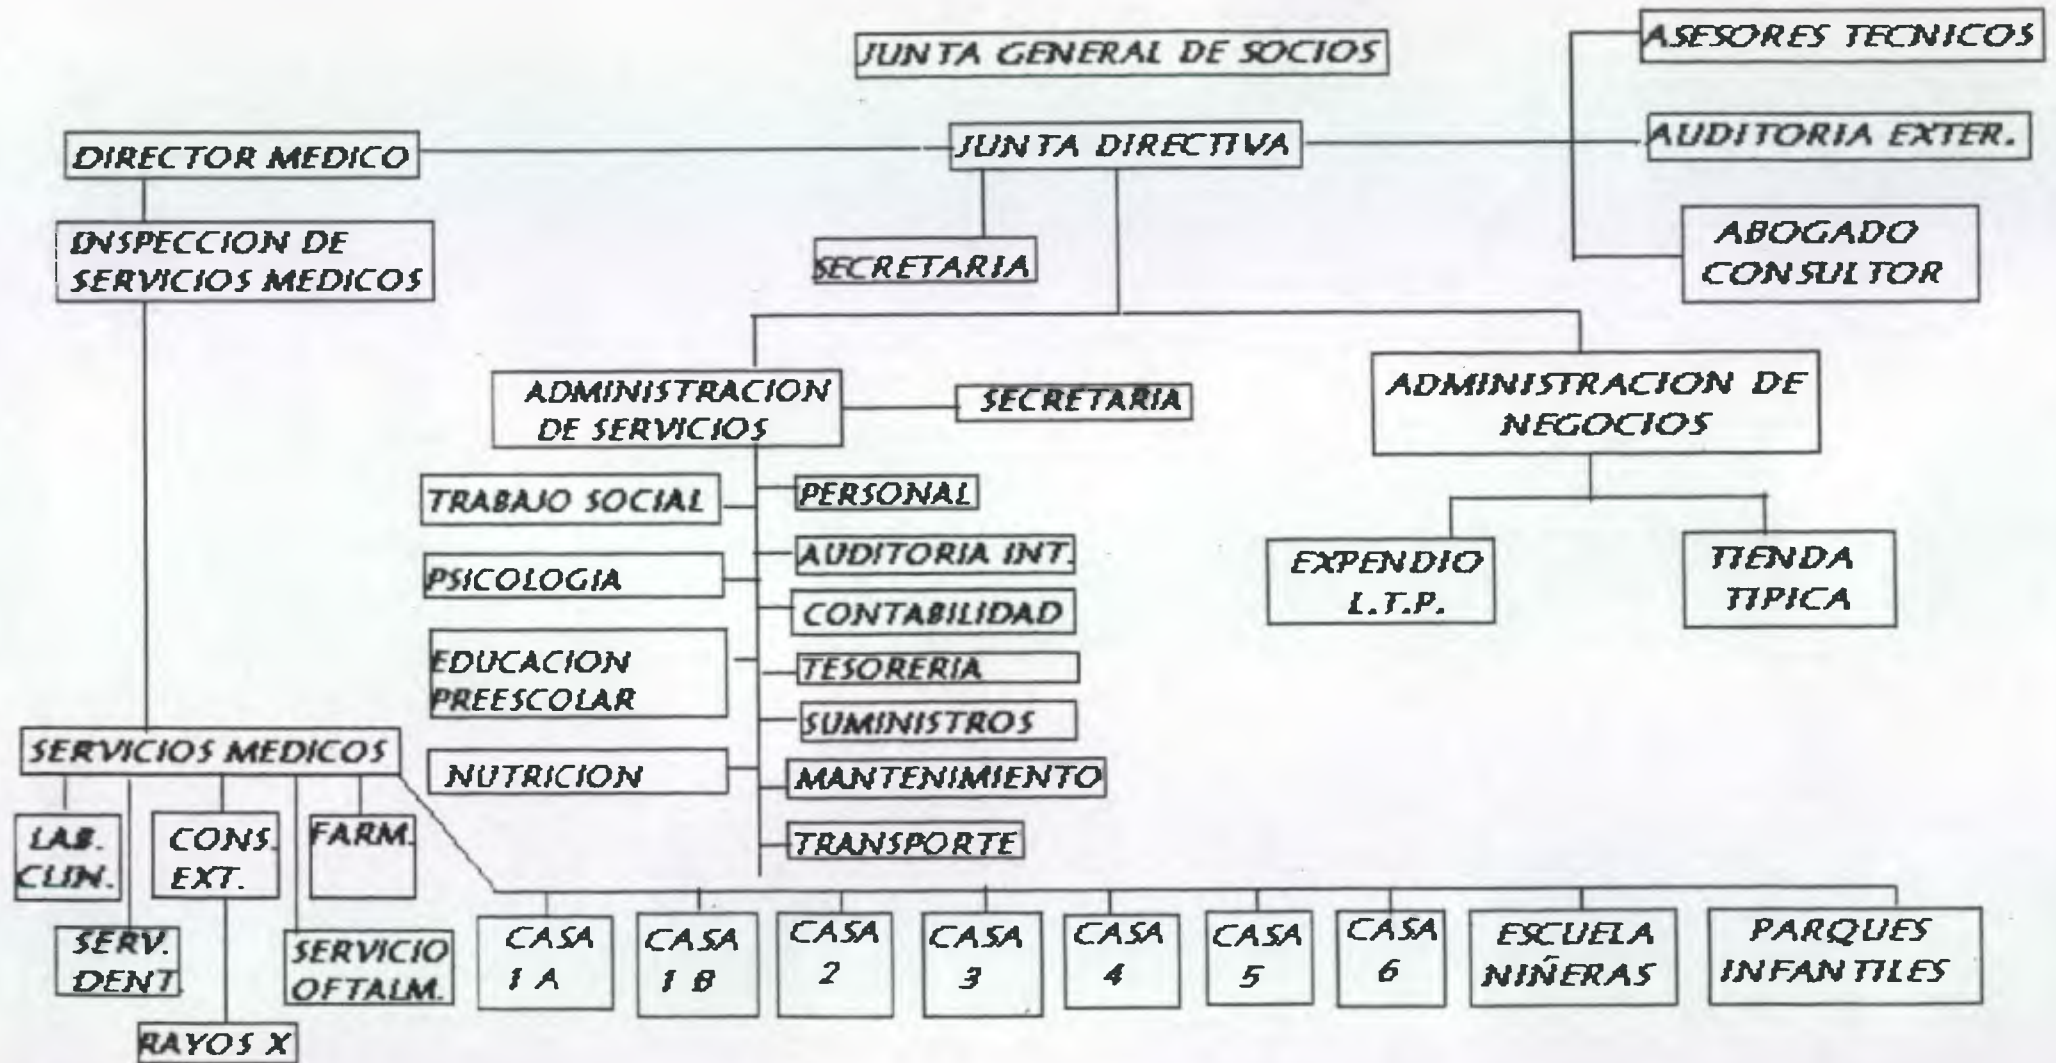 JUNTA GENERAL DE SOCIOS
ASESORES TECNICOS
DIRECTOR MEDICO
JUNTA DIRECTIVA
AUDITORIA EXTER.
INSPECCION DE
SERVICIOS MEDICOS
SECRETARIA
ABOGADO
CONSULTOR
ADMINISTRACION
DE SERVICIOS
SECRETARIA
ADMINISTRACION DE
NEGOCIOS
TRABAJO SOCIAL
PERSONAL
AUDITORIA INT.
PSICOLOGIA
CONTABILIDAD
EDUCACION
PREESCOLAR
TESORERIA
SUMINISTROS
NUTRICION
MANTENIMIENTO
TRANSPORTE
EXPENDIO
L.T.P.
TIENDA
TIPICA
SERVICIOS MEDICOS
LAB.
CLIN.
CONS.
EXT.
FARM.
SERV.
DENT.
SERVICIO
OFTALM.
RAYOS X
CASA
1 A
CASA
1 B
CASA
2
CASA
3
CASA
4
CASA
5
CASA
6
ESCUELA
NIÑERAS
PARQUES
INFANTILES